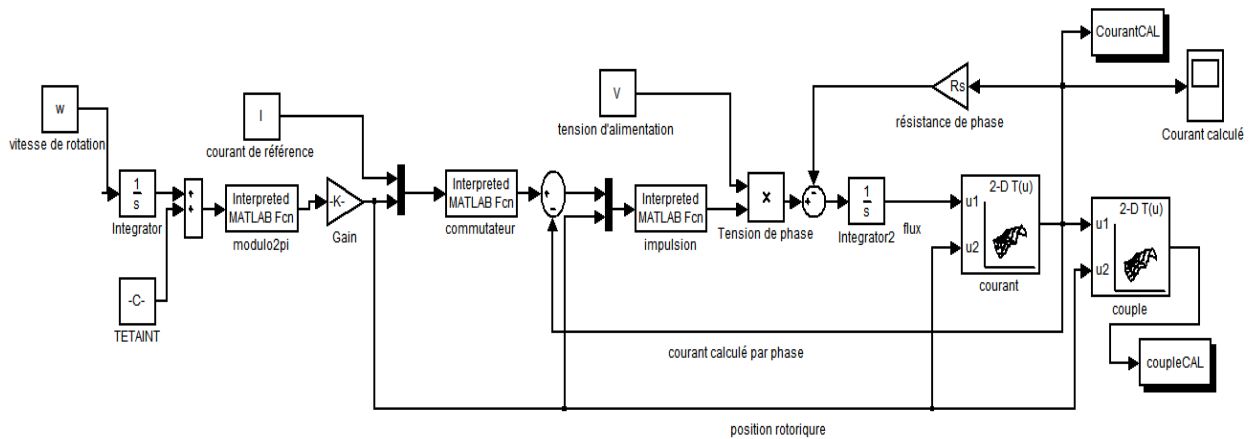 CourantCAL
Rs
résistance de phase
Courant calculé
w
vitesse de rotation
I
courant de référence
V
tension d'alimentation
1
s
Integrator
+
+
Interpreted
MATLAB Fcn
modulo2pi
-K-
Gain
Interpreted
MATLAB Fcn
commutateur
+
-
Interpreted
MATLAB Fcn
impulsion
×
Tension de phase
+
-
1
s
Integrator2
flux
2-D T(u)
u1
u2
courant
2-D T(u)
u1
u2
couple
-C-
TETAINT
courant calculé par phase
coupleCAL
position rotoriqure